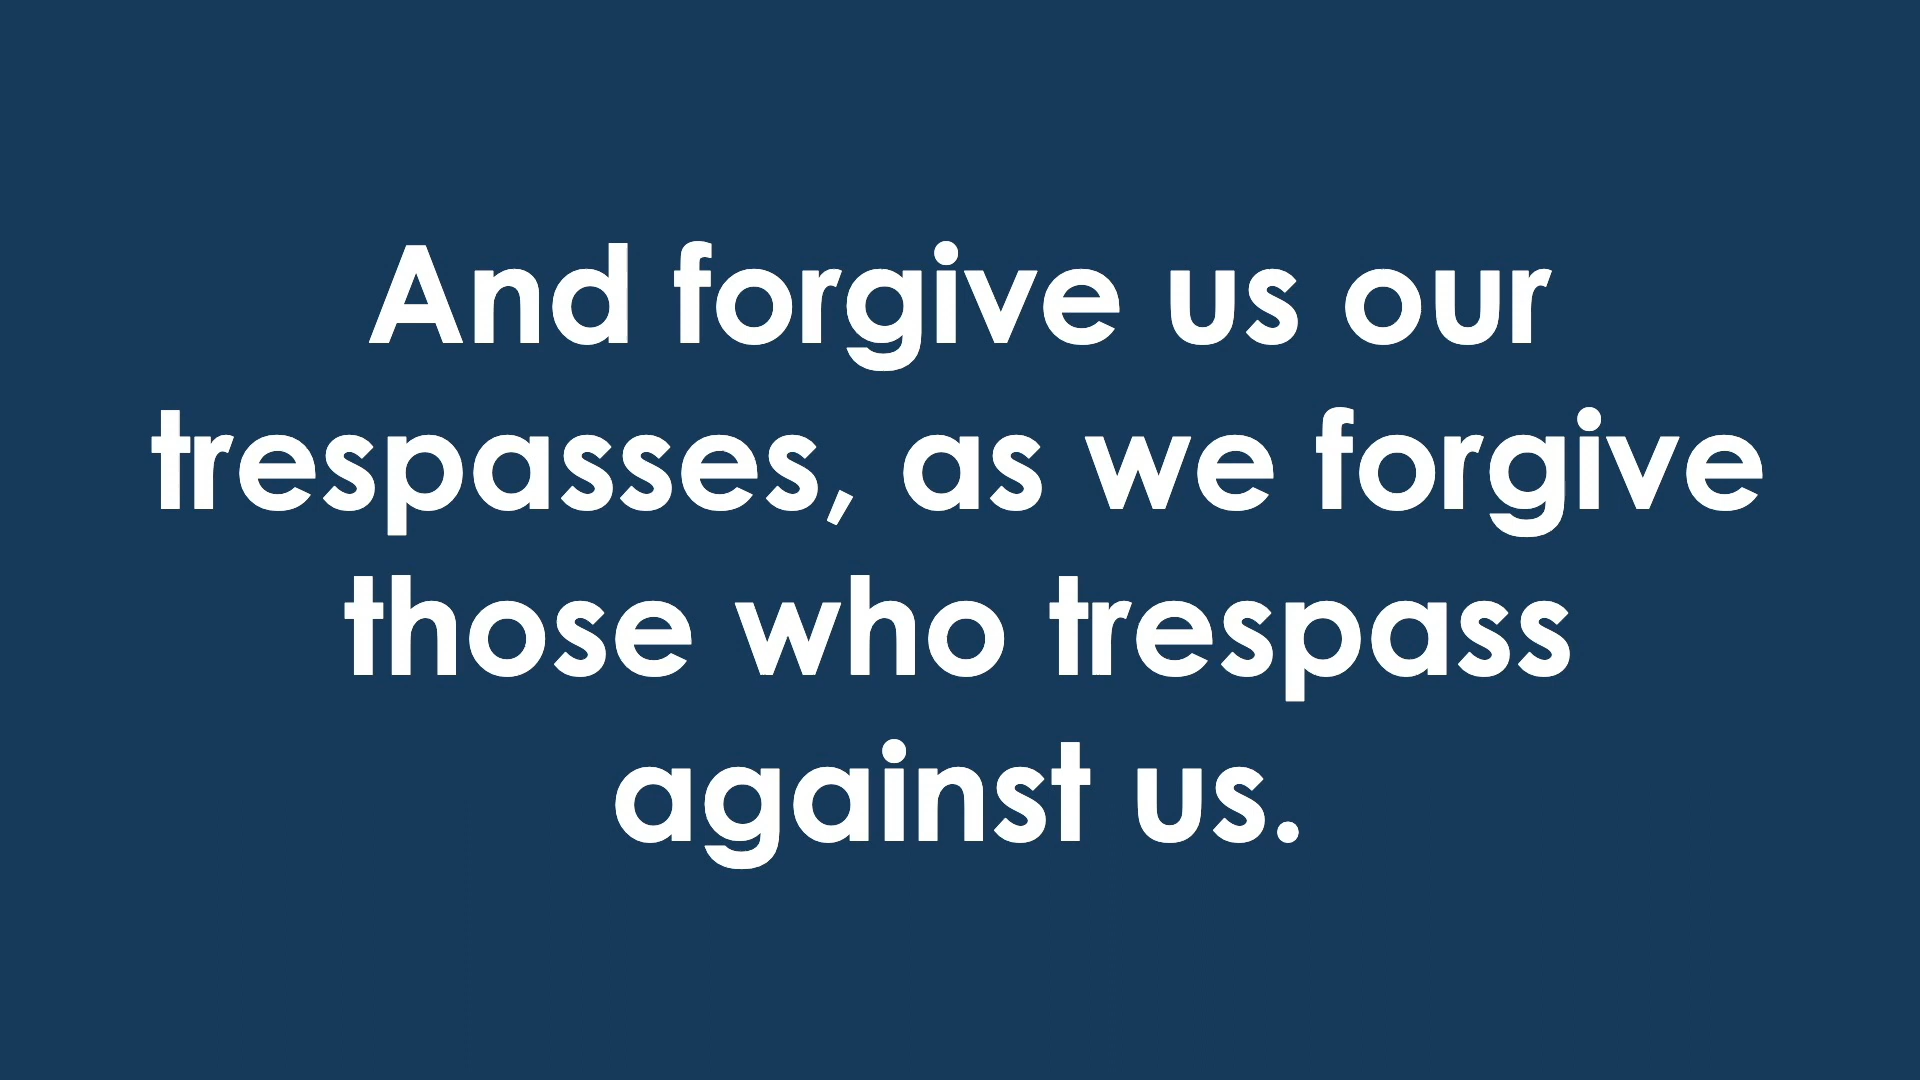 And forgive us our
trespasses, as we forgive
those who trespass
against us.